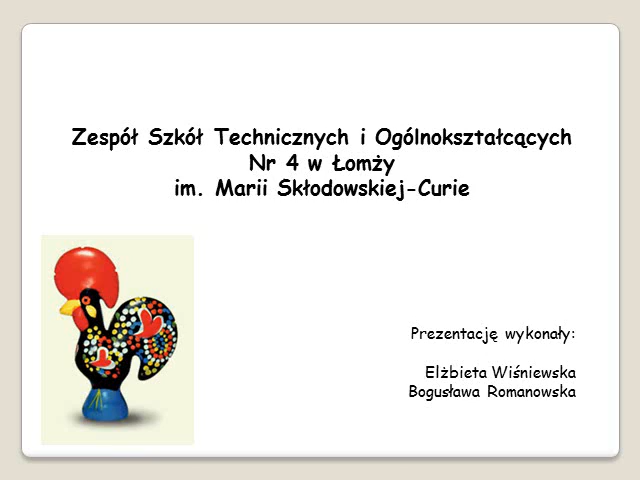 Zespół Szkół Technicznych i Ogólnokształcących
Nr 4 w Łomży
im. Marii Skłodowskiej-Curie
Prezentację wykonały:
Elżbieta Wiśniewska
Bogusława Romanowska